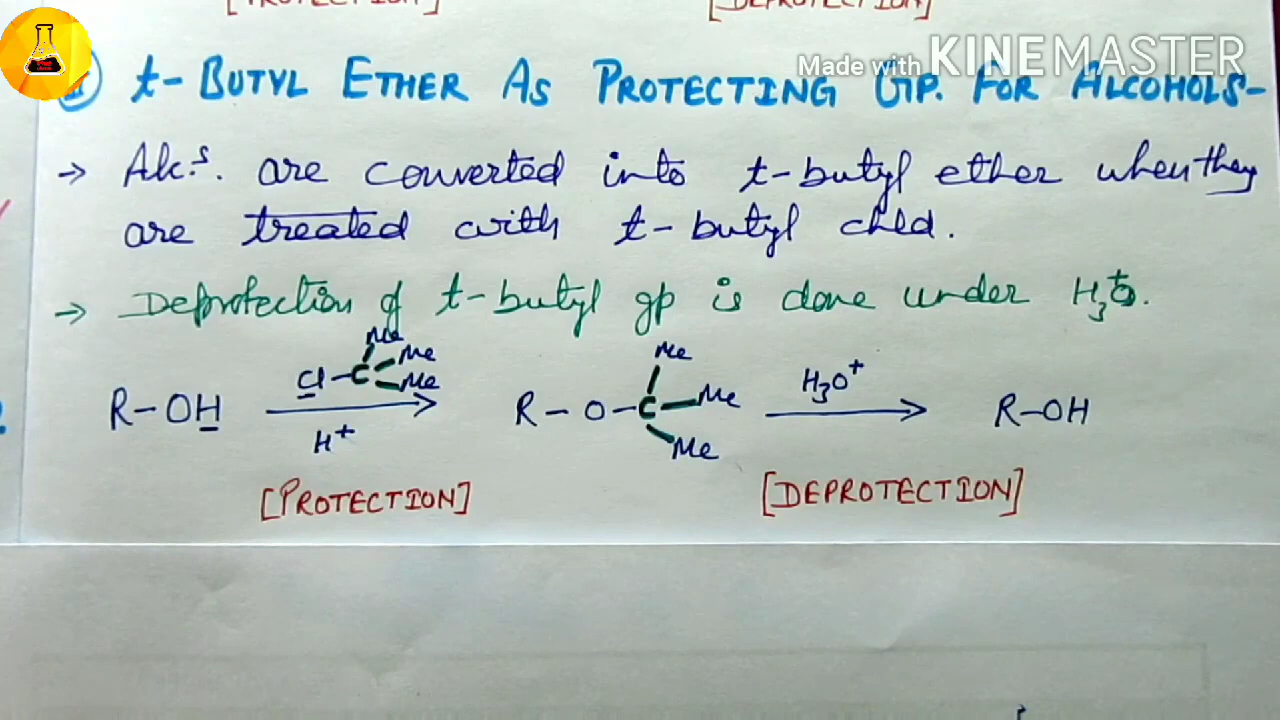 [PROTECTION] [DEPROTECTION]
Made with KINEMASTER
t-BUTYL ETHER AS PROTECTING GP. FOR ALCOHOLS-
→ Alc.s. are converted into t-butyl ether when they
are treated with t-butyl chld.
→ Deprotection of t-butyl gp is done under H3O+.
Me
Cl-C Me
Me
R-OH
H+
Me
R-O-C Me
Me
H3O+
R-OH
[PROTECTION] [DEPROTECTION]